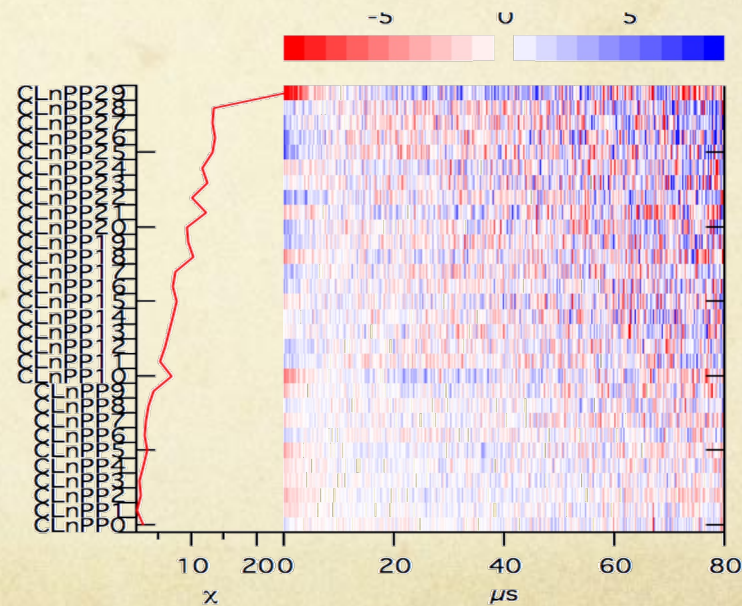 -5 0 5
CLnPP29
CLnPP28
CLnPP27
CLnPP26
CLnPP25
CLnPP24
CLnPP23
CLnPP22
CLnPP21
CLnPP20
CLnPP19
CLnPP18
CLnPP17
CLnPP16
CLnPP15
CLnPP14
CLnPP13
CLnPP12
CLnPP11
CLnPP10
CLnPP9
CLnPP8
CLnPP7
CLnPP6
CLnPP5
CLnPP4
CLnPP3
CLnPP2
CLnPP1
CLnPP0
10 20 0 20 40 60 80
χ μs